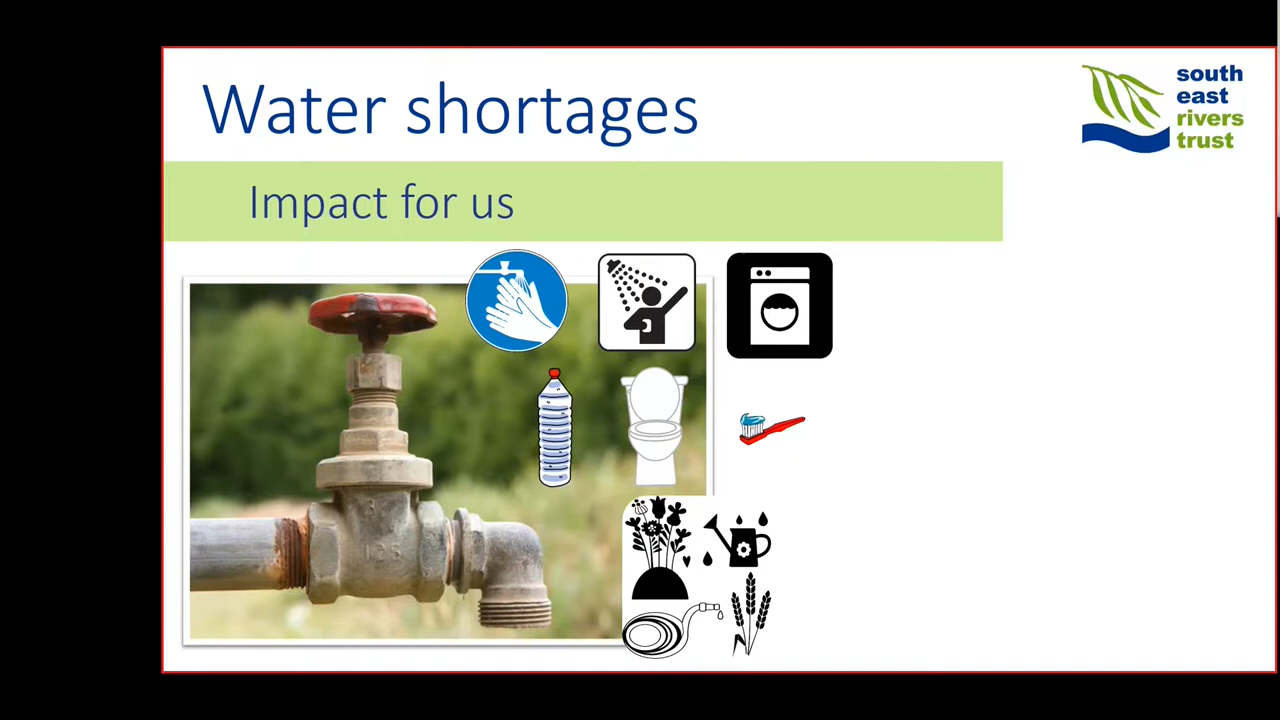 Water shortages
south
east
rivers
trust
Impact for us